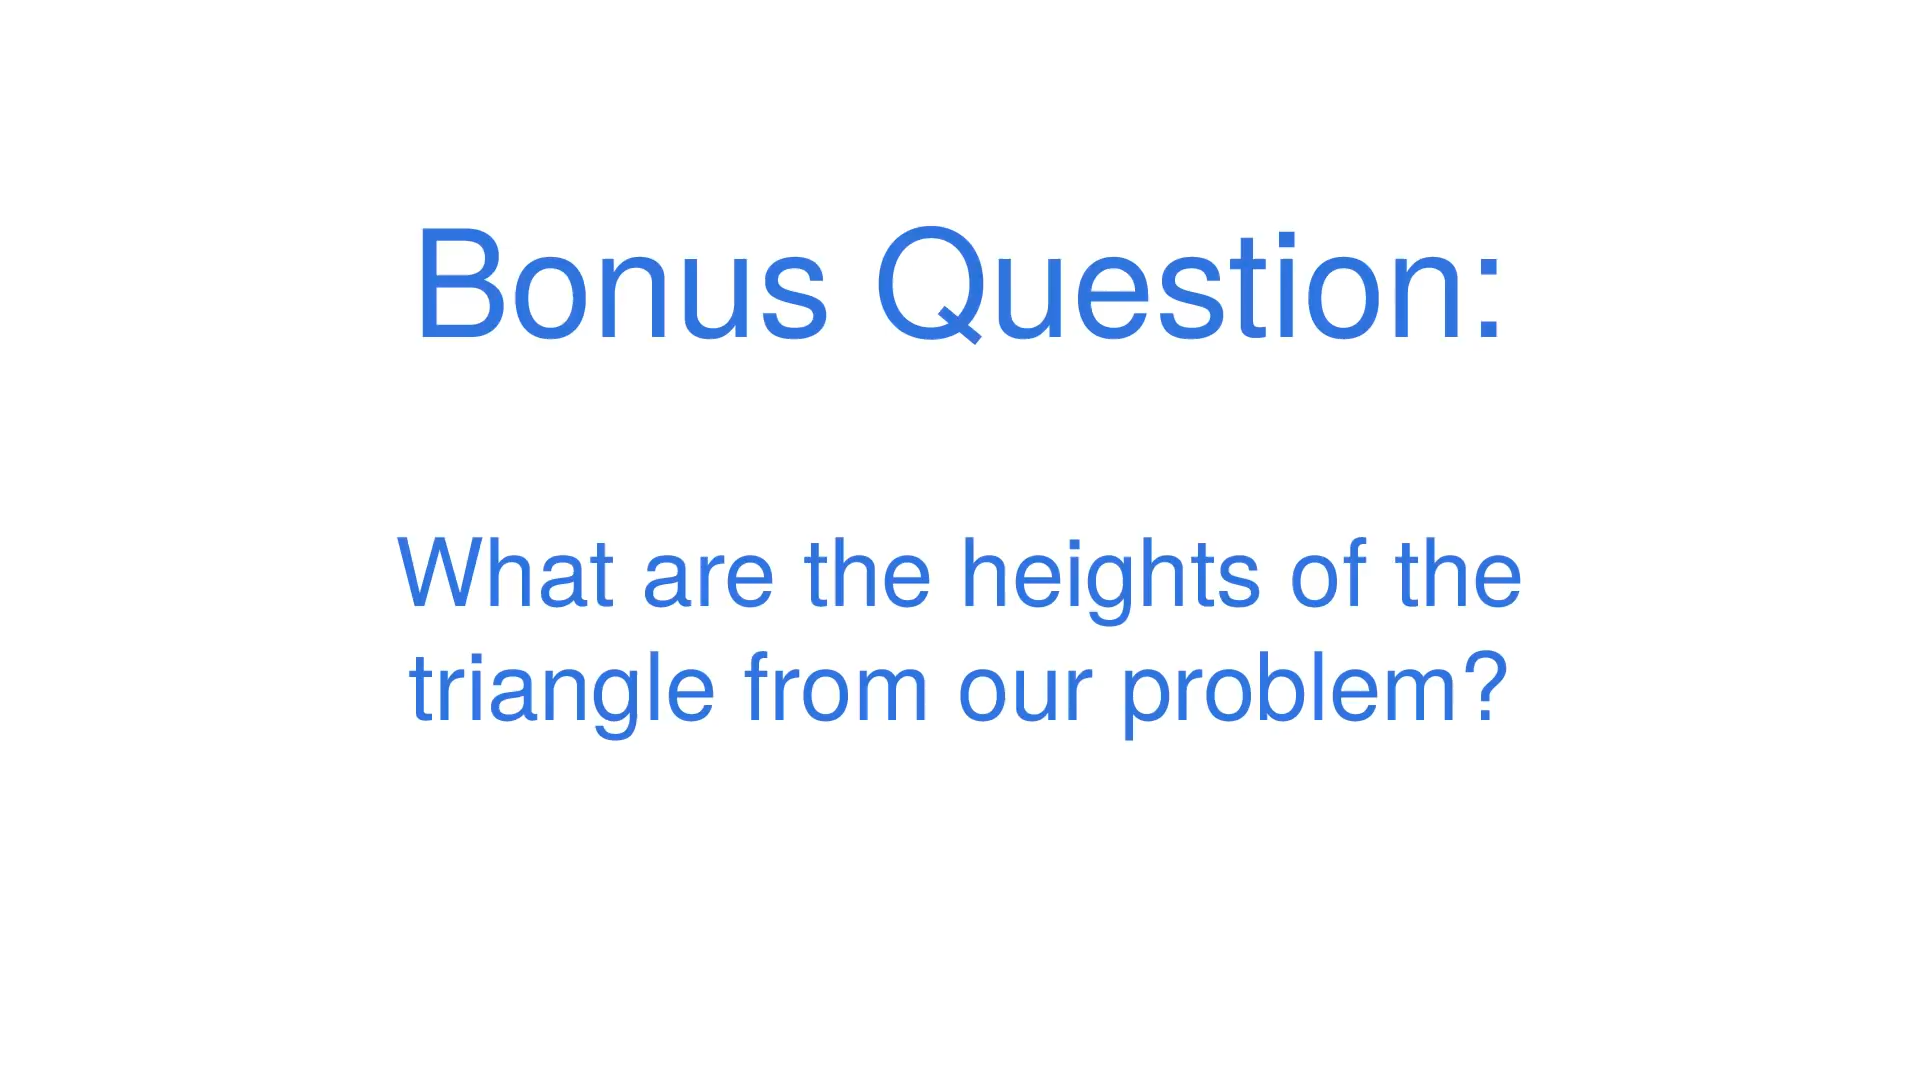 Bonus Question:
What are the heights of the
triangle from our problem?